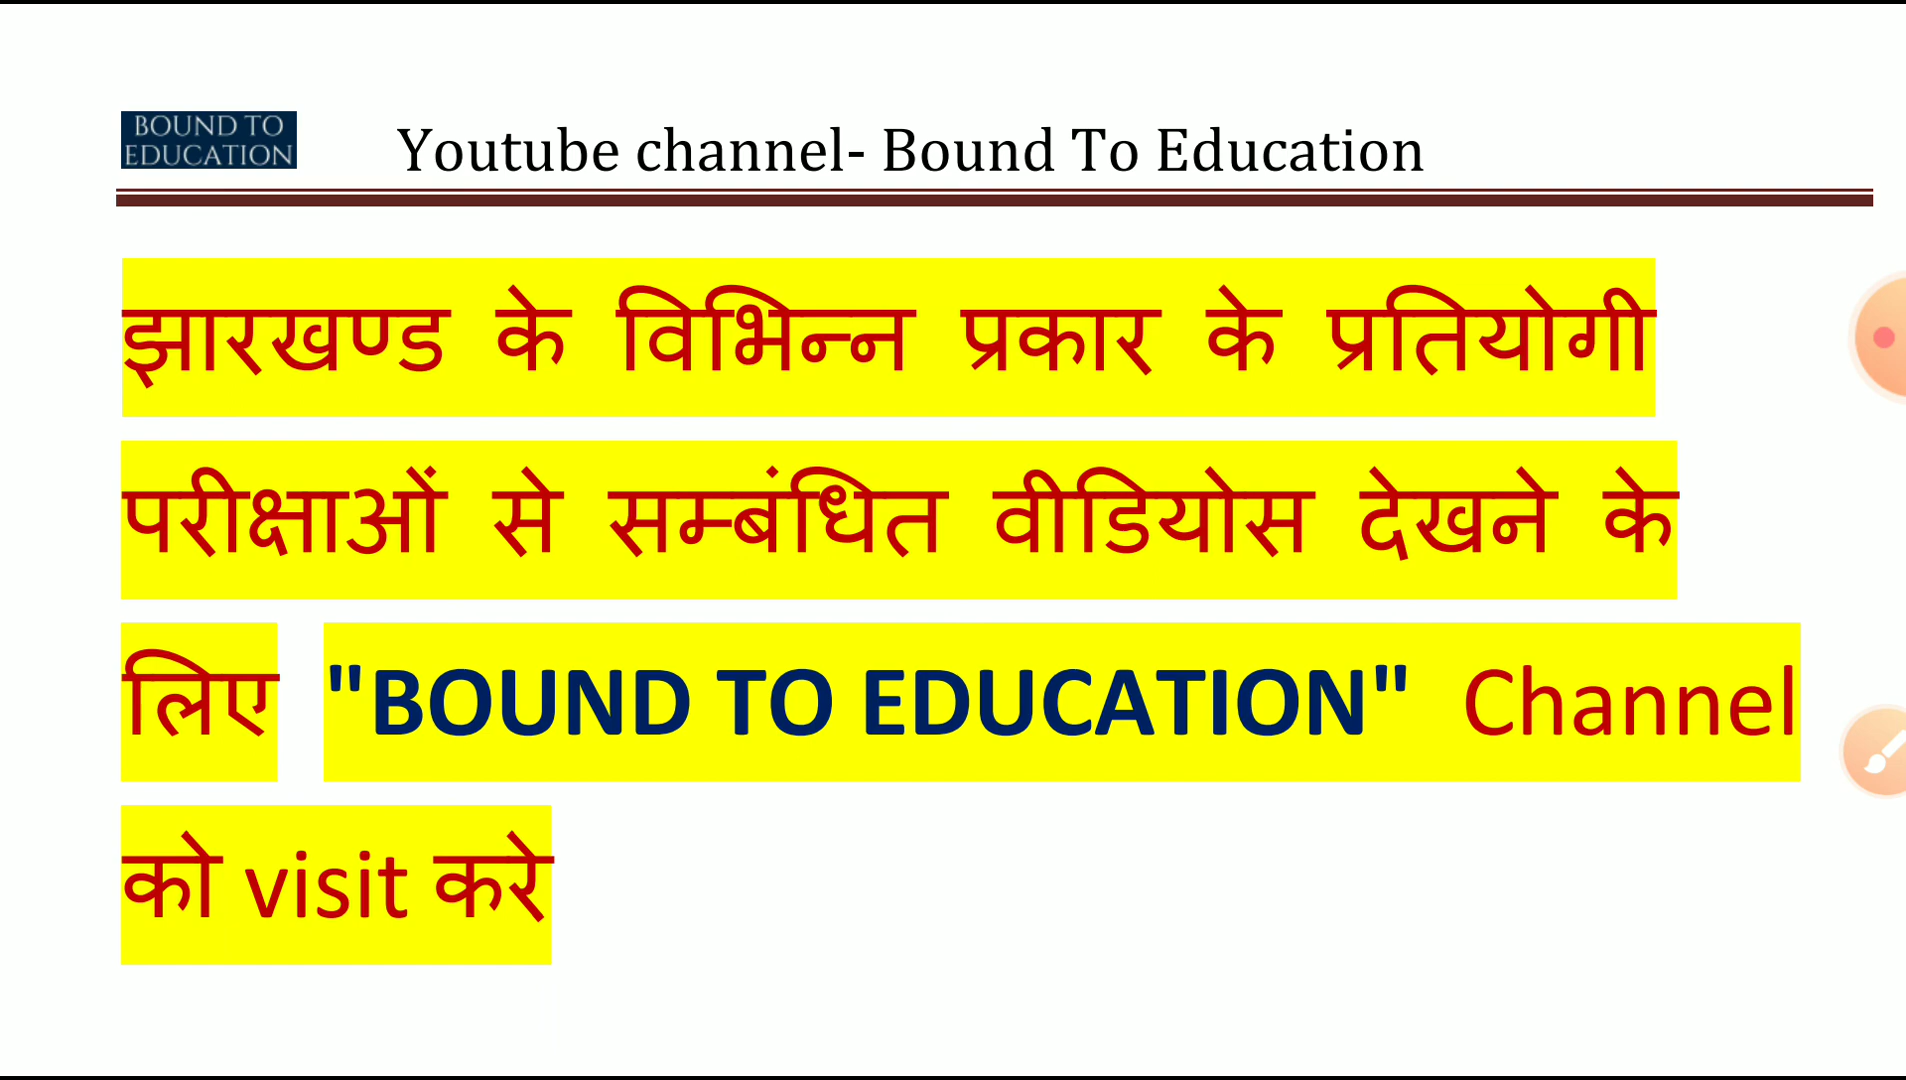 BOUND TO
EDUCATION
Youtube channel- Bound To Education
झारखण्ड के विभिन्न प्रकार के प्रतियोगी
परीक्षाओं से सम्बंधित वीडियोस देखने के
लिए "BOUND TO EDUCATION" Channel
को visit करे